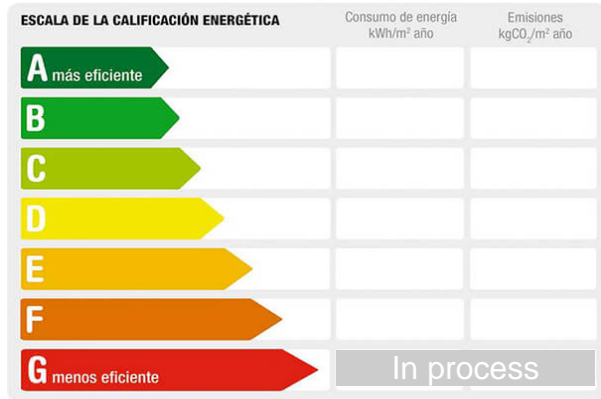 ESCALA DE LA CALIFICACIÓN ENERGÉTICA
Consumo de energía
kWh/m² año
Emisiones
kgCO₂/m² año
A más eficiente
B
C
D
E
F
G menos eficiente
In process